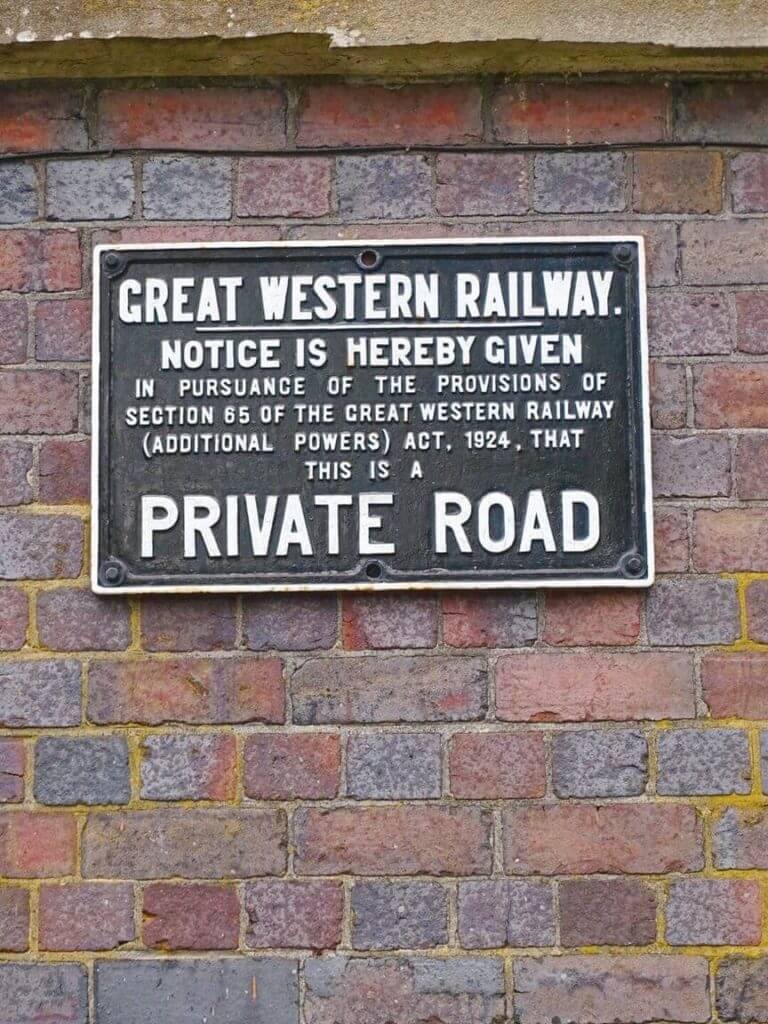 GREAT WESTERN RAILWAY.
NOTICE IS HEREBY GIVEN
IN PURSUANCE OF THE PROVISIONS OF
SECTION 65 OF THE GREAT WESTERN RAILWAY
(ADDITIONAL POWERS) ACT, 1924, THAT
THIS IS A
PRIVATE ROAD